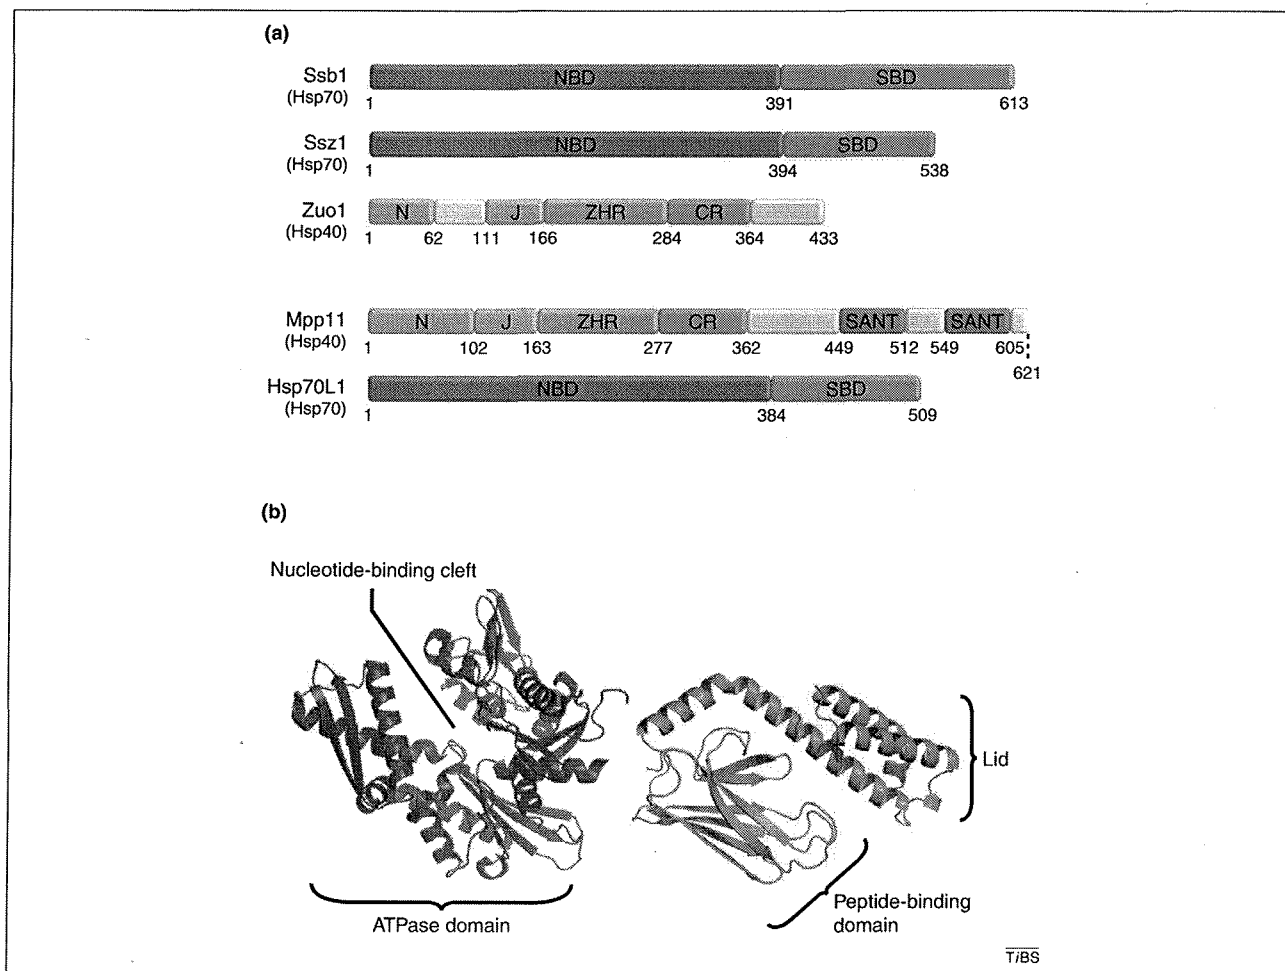 (a)
Ssb1
(Hsp70)
NBD SBD
1 391 613
Ssz1
(Hsp70)
NBD SBD
1 394 538
Zuo1
(Hsp40)
N J ZHR CR
1 62 111 166 284 364 433
Mpp11
(Hsp40)
N J ZHR CR SANT SANT
1 102 163 277 362 449 512 549 605
621
Hsp70L1
(Hsp70)
NBD SBD
1 384 509
(b)
Nucleotide-binding cleft
Lid
ATPase domain
Peptide-binding
domain
TiBS